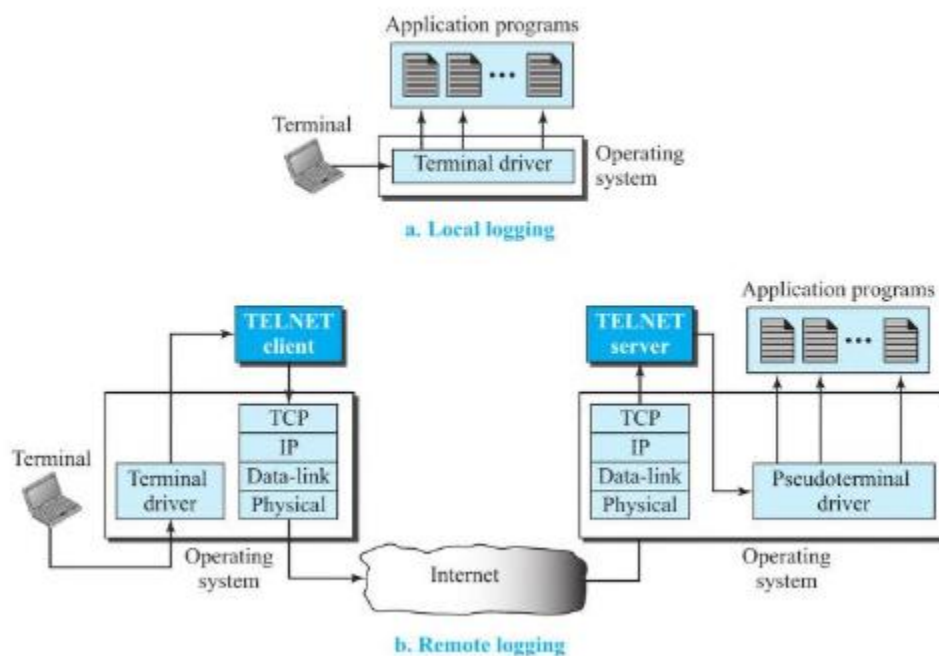 Application programs
Terminal
Terminal driver
Operating
system
a. Local logging
TELNET
client
TCP
IP
Data-link
Physical
Terminal
Terminal
driver
Operating
system
Internet
TELNET
server
TCP
IP
Data-link
Physical
Application programs
Pseudoterminal
driver
Operating
system
b. Remote logging